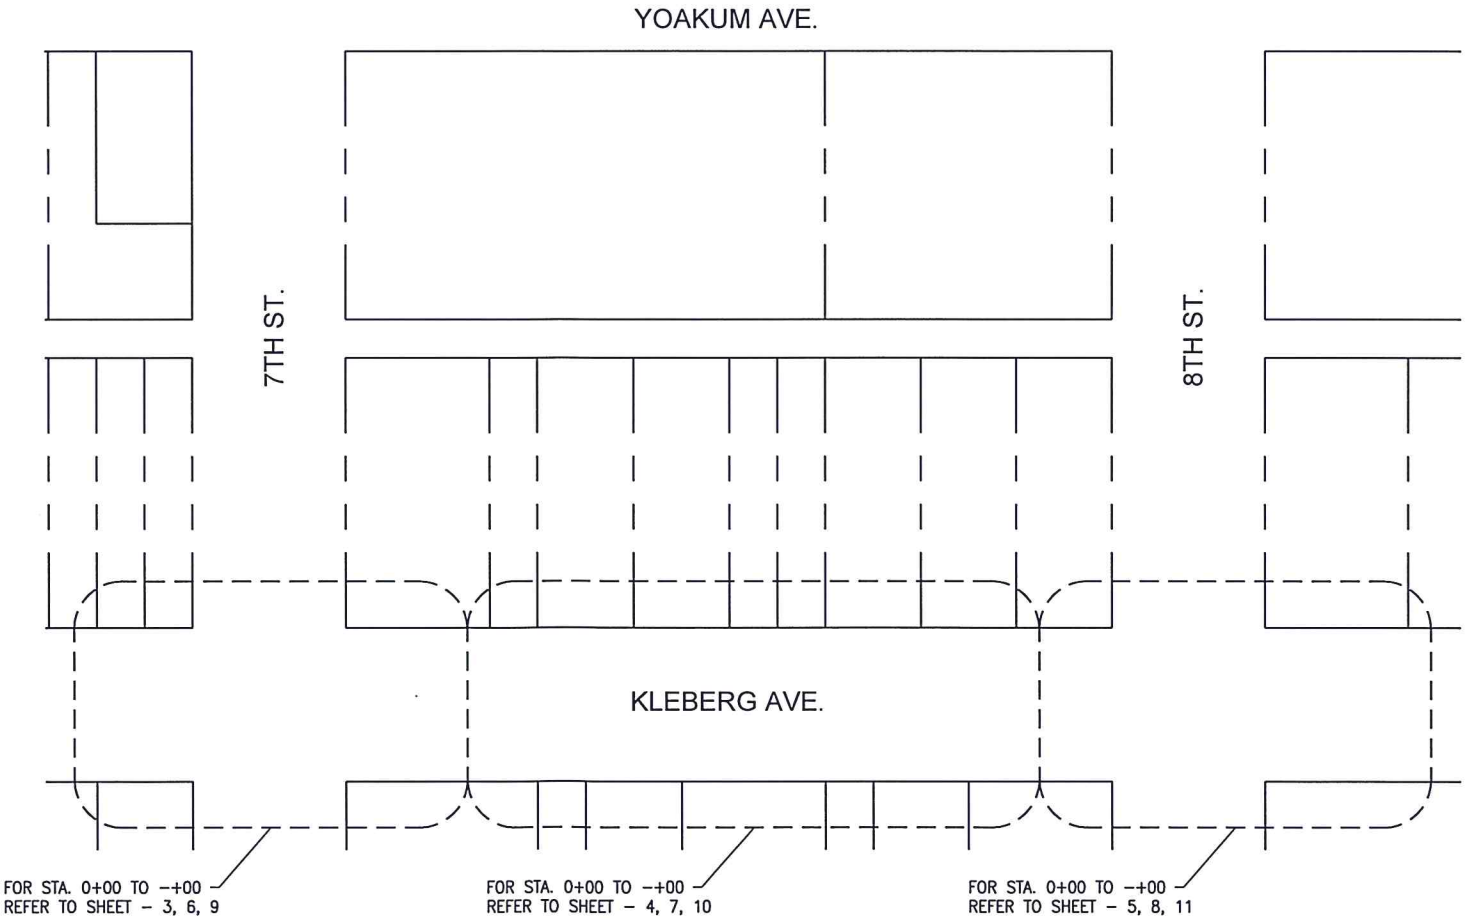 YOAKUM AVE.
7TH ST.
8TH ST.
KLEBERG AVE.
FOR STA. 0+00 TO -+00
REFER TO SHEET - 3, 6, 9
FOR STA. 0+00 TO -+00
REFER TO SHEET - 4, 7, 10
FOR STA. 0+00 TO -+00
REFER TO SHEET - 5, 8, 11